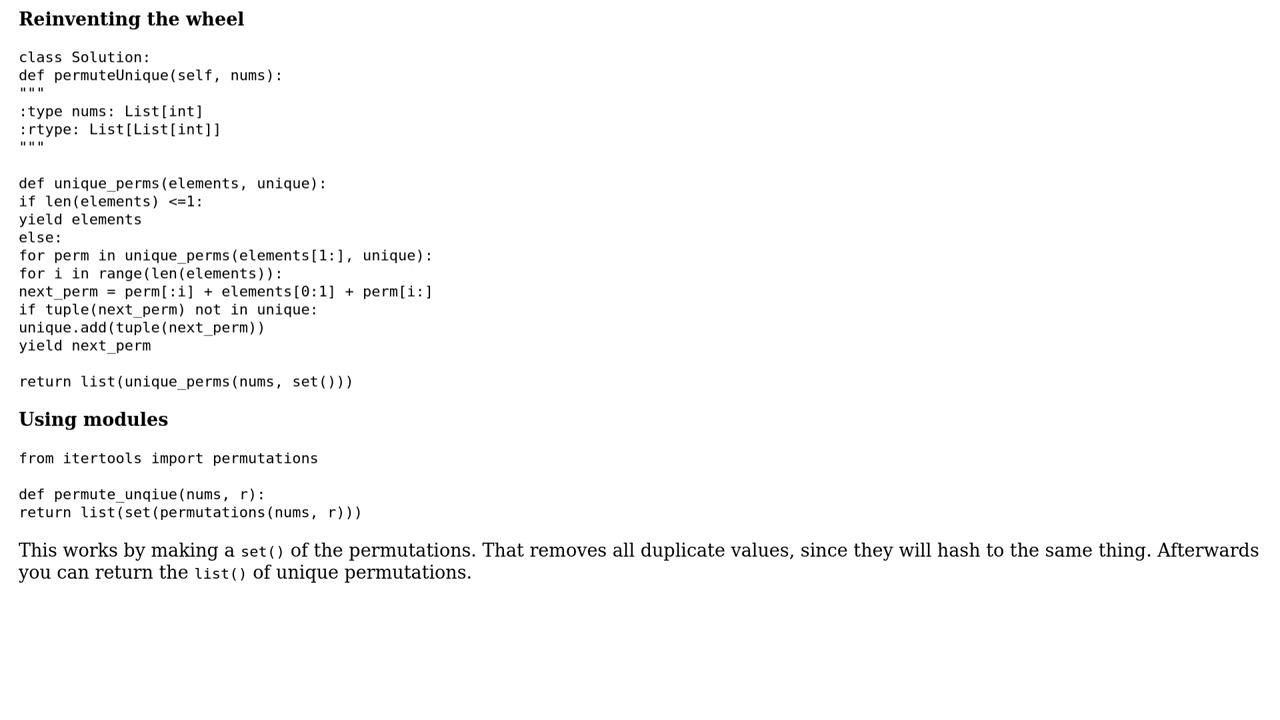 Reinventing the wheel
class Solution:
def permuteUnique(self, nums):
"""
:type nums: List[int]
:rtype: List[List[int]]
"""
def unique_perms(elements, unique):
if len(elements) <=1:
yield elements
else:
for perm in unique_perms(elements[1:], unique):
for i in range(len(elements)):
next_perm = perm[:i] + elements[0:1] + perm[i:]
if tuple(next_perm) not in unique:
unique.add(tuple(next_perm))
yield next_perm
return list(unique_perms(nums, set()))
Using modules
from itertools import permutations
def permute_unqiue(nums, r):
return list(set(permutations(nums, r)))
This works by making a set() of the permutations. That removes all duplicate values, since they will hash to the same thing. Afterwards
you can return the list() of unique permutations.